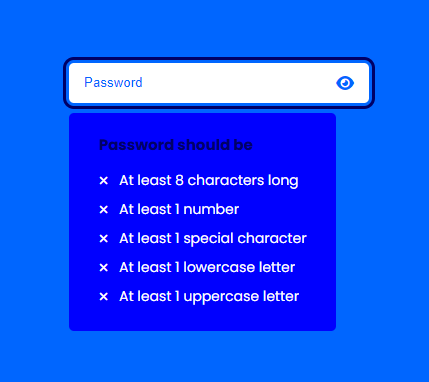 Password
Password should be
At least 8 characters long
At least 1 number
At least 1 special character
At least 1 lowercase letter
At least 1 uppercase letter